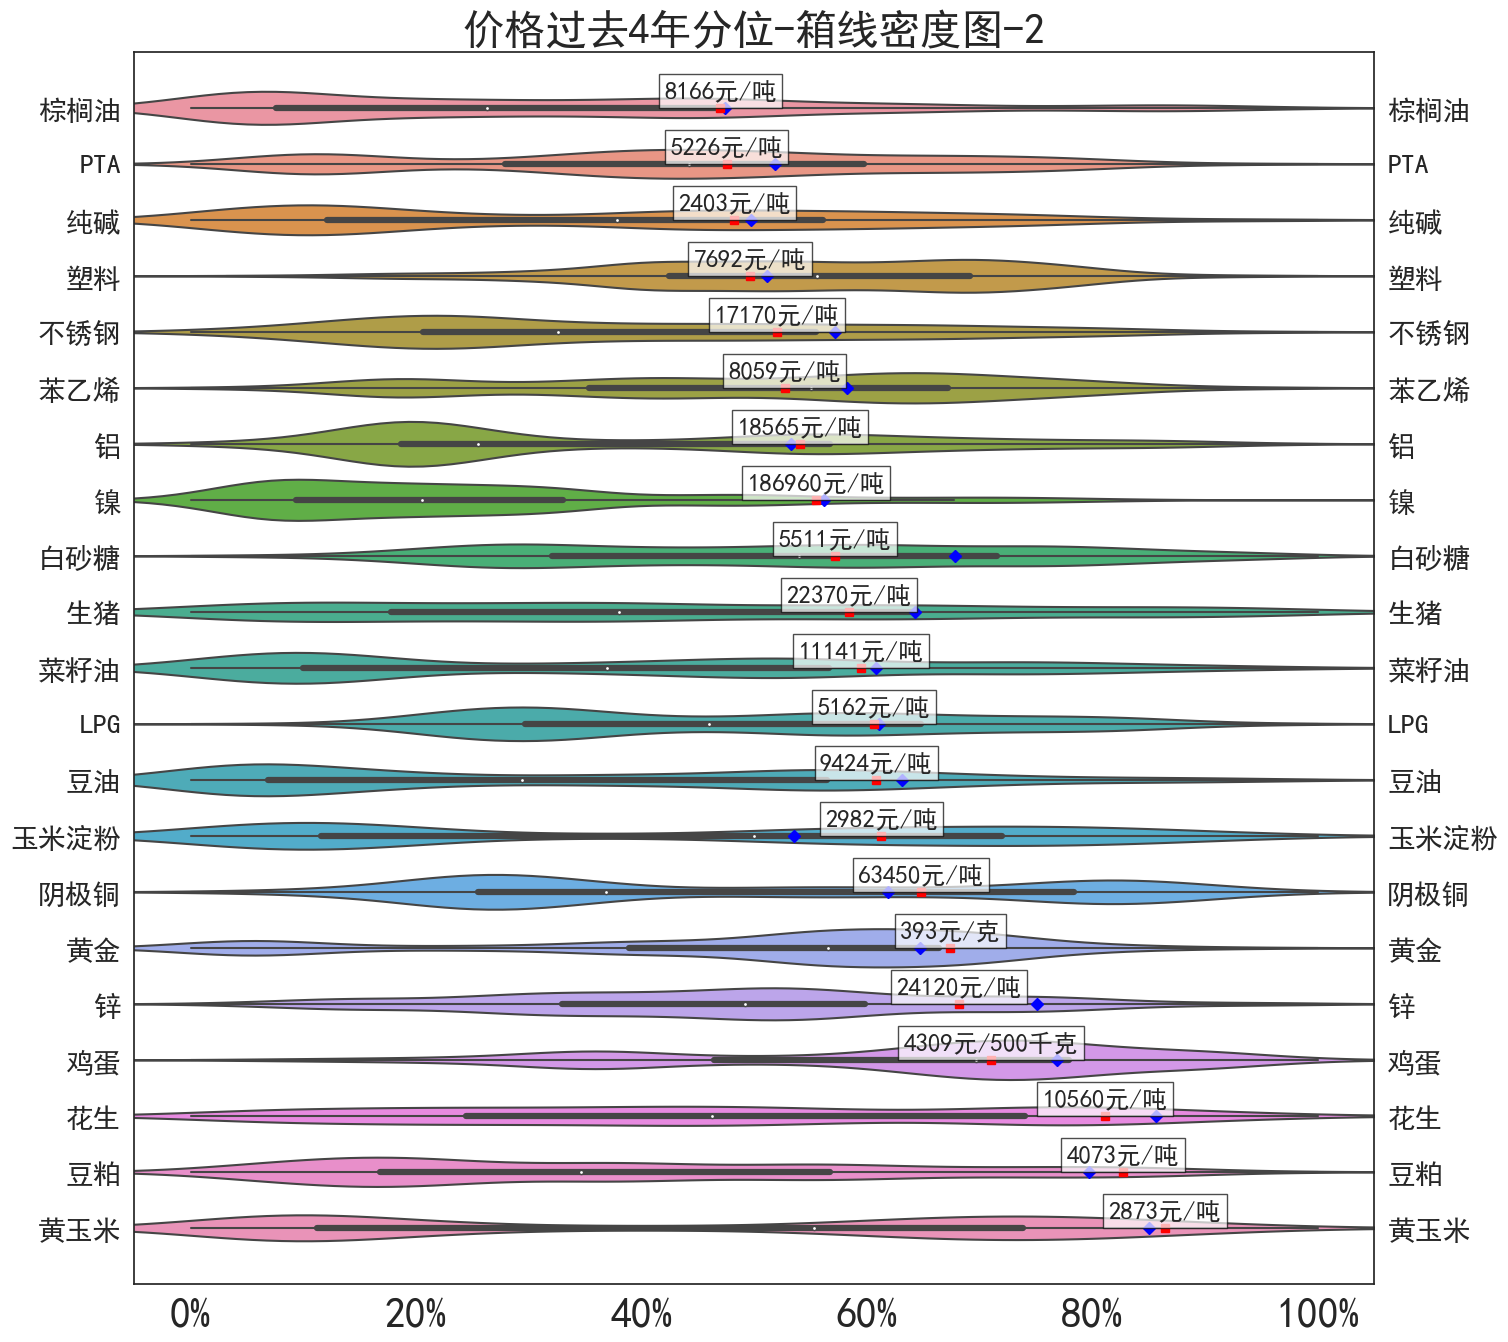 价格过去4年分位-箱线密度图-2
棕榈油 8166元/吨 棕榈油
PTA 5226元/吨 PTA
纯碱 2403元/吨 纯碱
塑料 7692元/吨 塑料
不锈钢 17170元/吨 不锈钢
苯乙烯 8059元/吨 苯乙烯
铝 18565元/吨 铝
镍 186960元/吨 镍
白砂糖 5511元/吨 白砂糖
生猪 22370元/吨 生猪
菜籽油 11141元/吨 菜籽油
LPG 5162元/吨 LPG
豆油 9424元/吨 豆油
玉米淀粉 2982元/吨 玉米淀粉
阴极铜 63450元/吨 阴极铜
黄金 393元/克 黄金
锌 24120元/吨 锌
鸡蛋 4309元/500千克 鸡蛋
花生 10560元/吨 花生
豆粕 4073元/吨 豆粕
黄玉米 2873元/吨 黄玉米
0% 20% 40% 60% 80% 100%